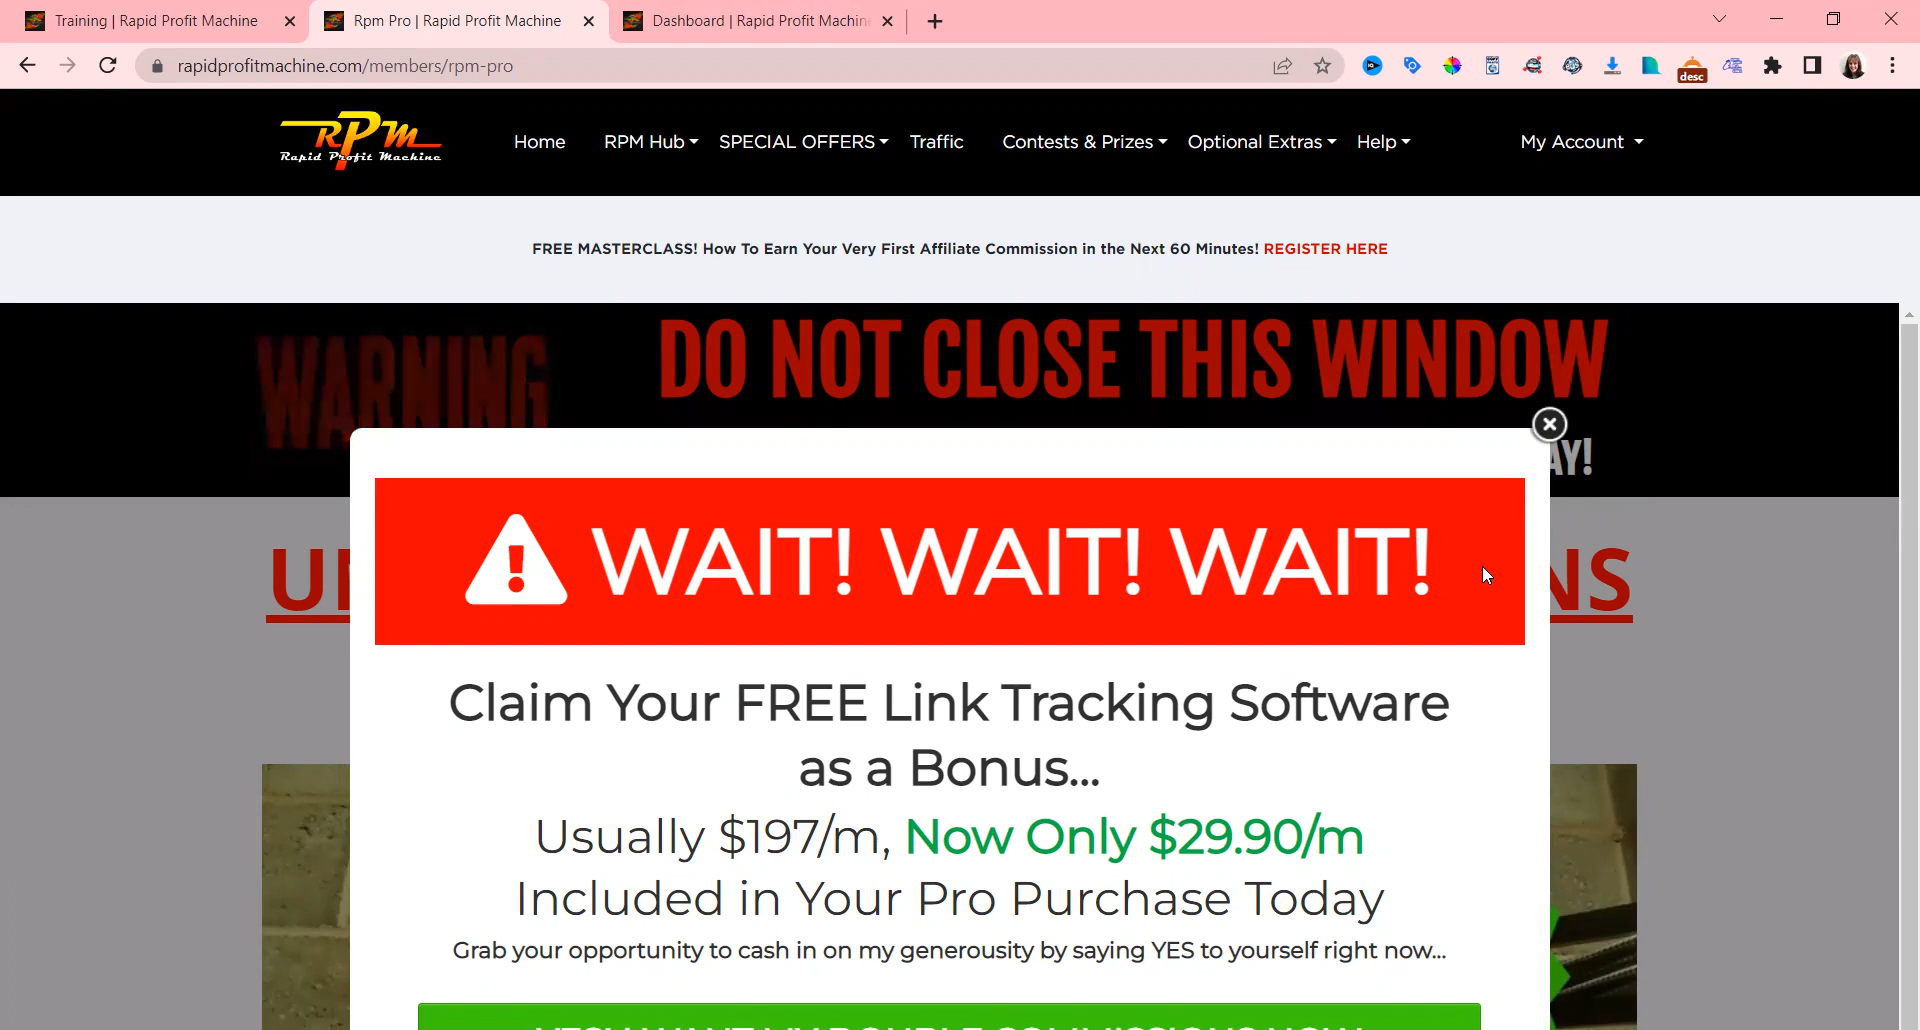 Training | Rapid Profit Machine
Rpm Pro | Rapid Profit Machine
Dashboard | Rapid Profit Machin
rapidprofitmachine.com/members/rpm-pro
desc
RPM
Rapid Profit Machine
Home
RPM Hub
SPECIAL OFFERS
Traffic
Contests & Prizes
Optional Extras
Help
My Account
FREE MASTERCLASS! How To Earn Your Very First Affiliate Commission in the Next 60 Minutes! REGISTER HERE
WARNING
DO NOT CLOSE THIS WINDOW
AY!
WAIT! WAIT! WAIT!
U
NS
Claim Your FREE Link Tracking Software
as a Bonus...
Usually $197/m, Now Only $29.90/m
Included in Your Pro Purchase Today
Grab your opportunity to cash in on my generousity by saying YES to yourself right now...